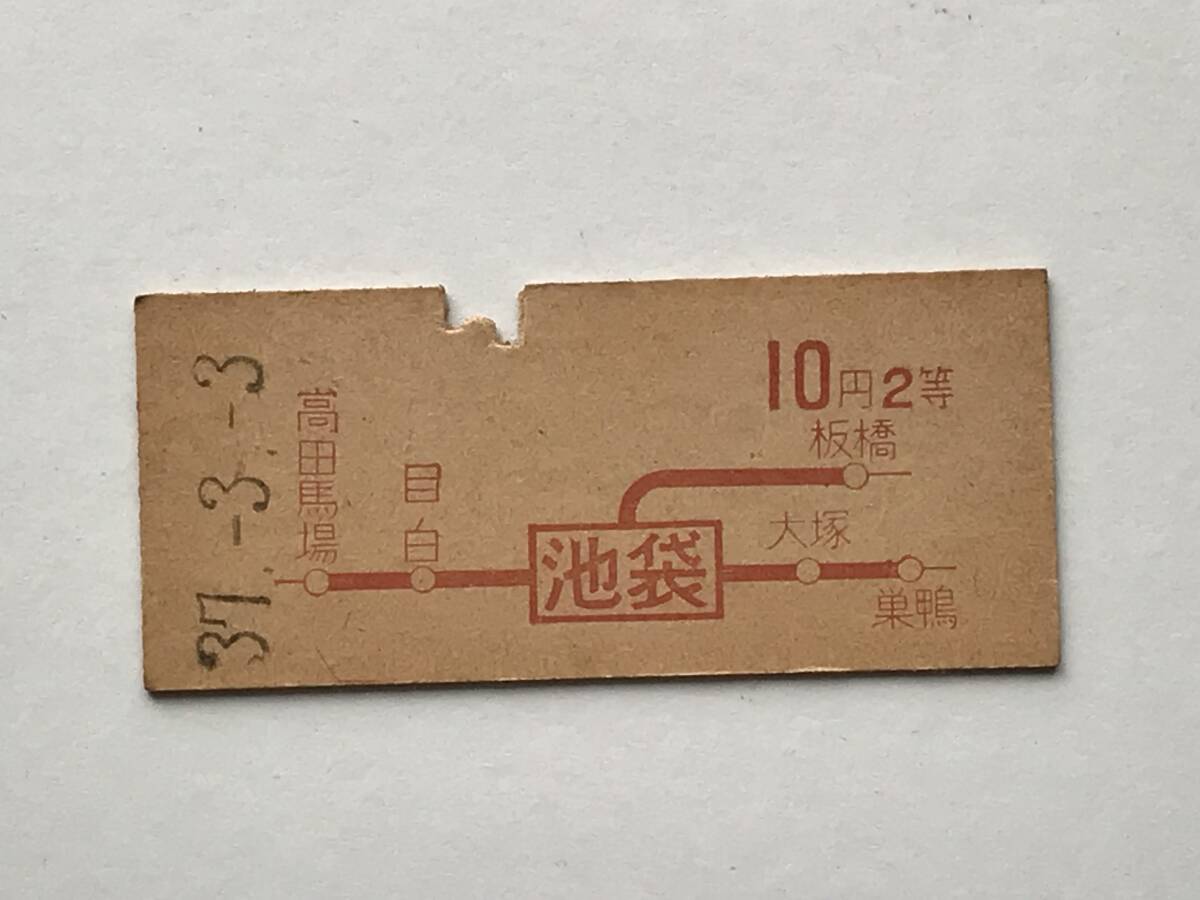 37.-3.-3
10円2等
高田馬場
目白
池袋
板橋
大塚
巣鴨